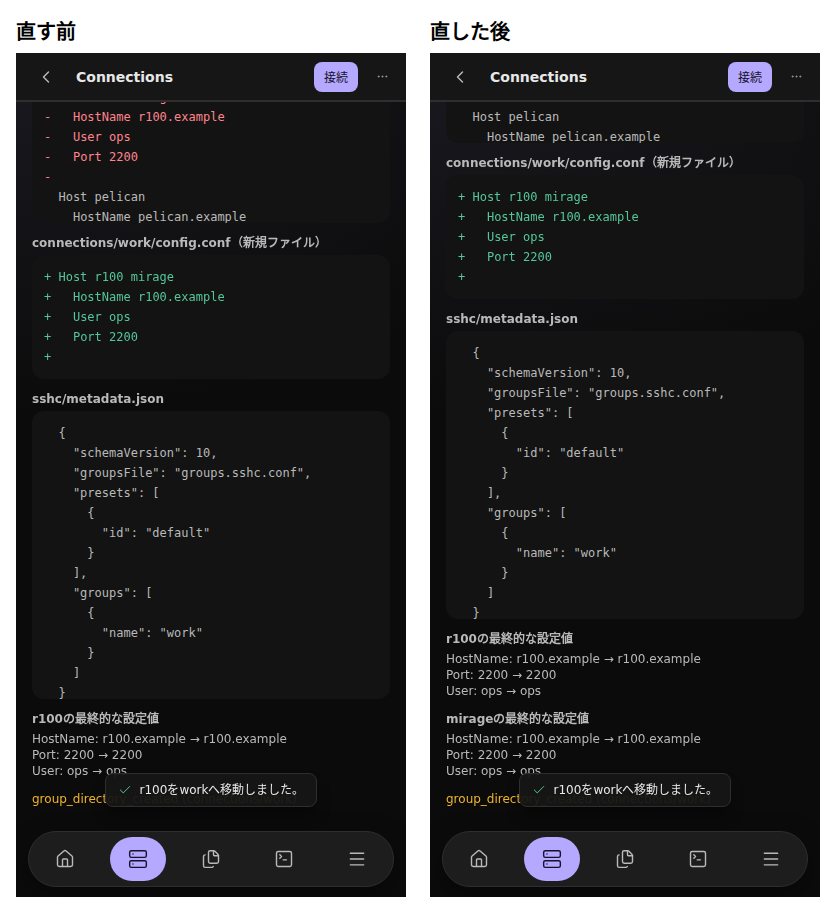 直す前
Connections
接続
-   HostName r100.example
-   User ops
-   Port 2200
-
  Host pelican
    HostName pelican.example
connections/work/config.conf（新規ファイル）
+ Host r100 mirage
+   HostName r100.example
+   User ops
+   Port 2200
+
sshc/metadata.json
  {
    "schemaVersion": 10,
    "groupsFile": "groups.sshc.conf",
    "presets": [
      {
        "id": "default"
      }
    ],
    "groups": [
      {
        "name": "work"
      }
    ]
  }
r100の最終的な設定値
HostName: r100.example → r100.example
Port: 2200 → 2200
User: ops → ops
r100をworkへ移動しました。
直した後
Connections
接続
  Host pelican
    HostName pelican.example
connections/work/config.conf（新規ファイル）
+ Host r100 mirage
+   HostName r100.example
+   User ops
+   Port 2200
+
sshc/metadata.json
  {
    "schemaVersion": 10,
    "groupsFile": "groups.sshc.conf",
    "presets": [
      {
        "id": "default"
      }
    ],
    "groups": [
      {
        "name": "work"
      }
    ]
  }
r100の最終的な設定値
HostName: r100.example → r100.example
Port: 2200 → 2200
User: ops → ops
mirageの最終的な設定値
HostName: r100.example → r100.example
Port: 2200 → 2200
User: ops → ops
r100をworkへ移動しました。